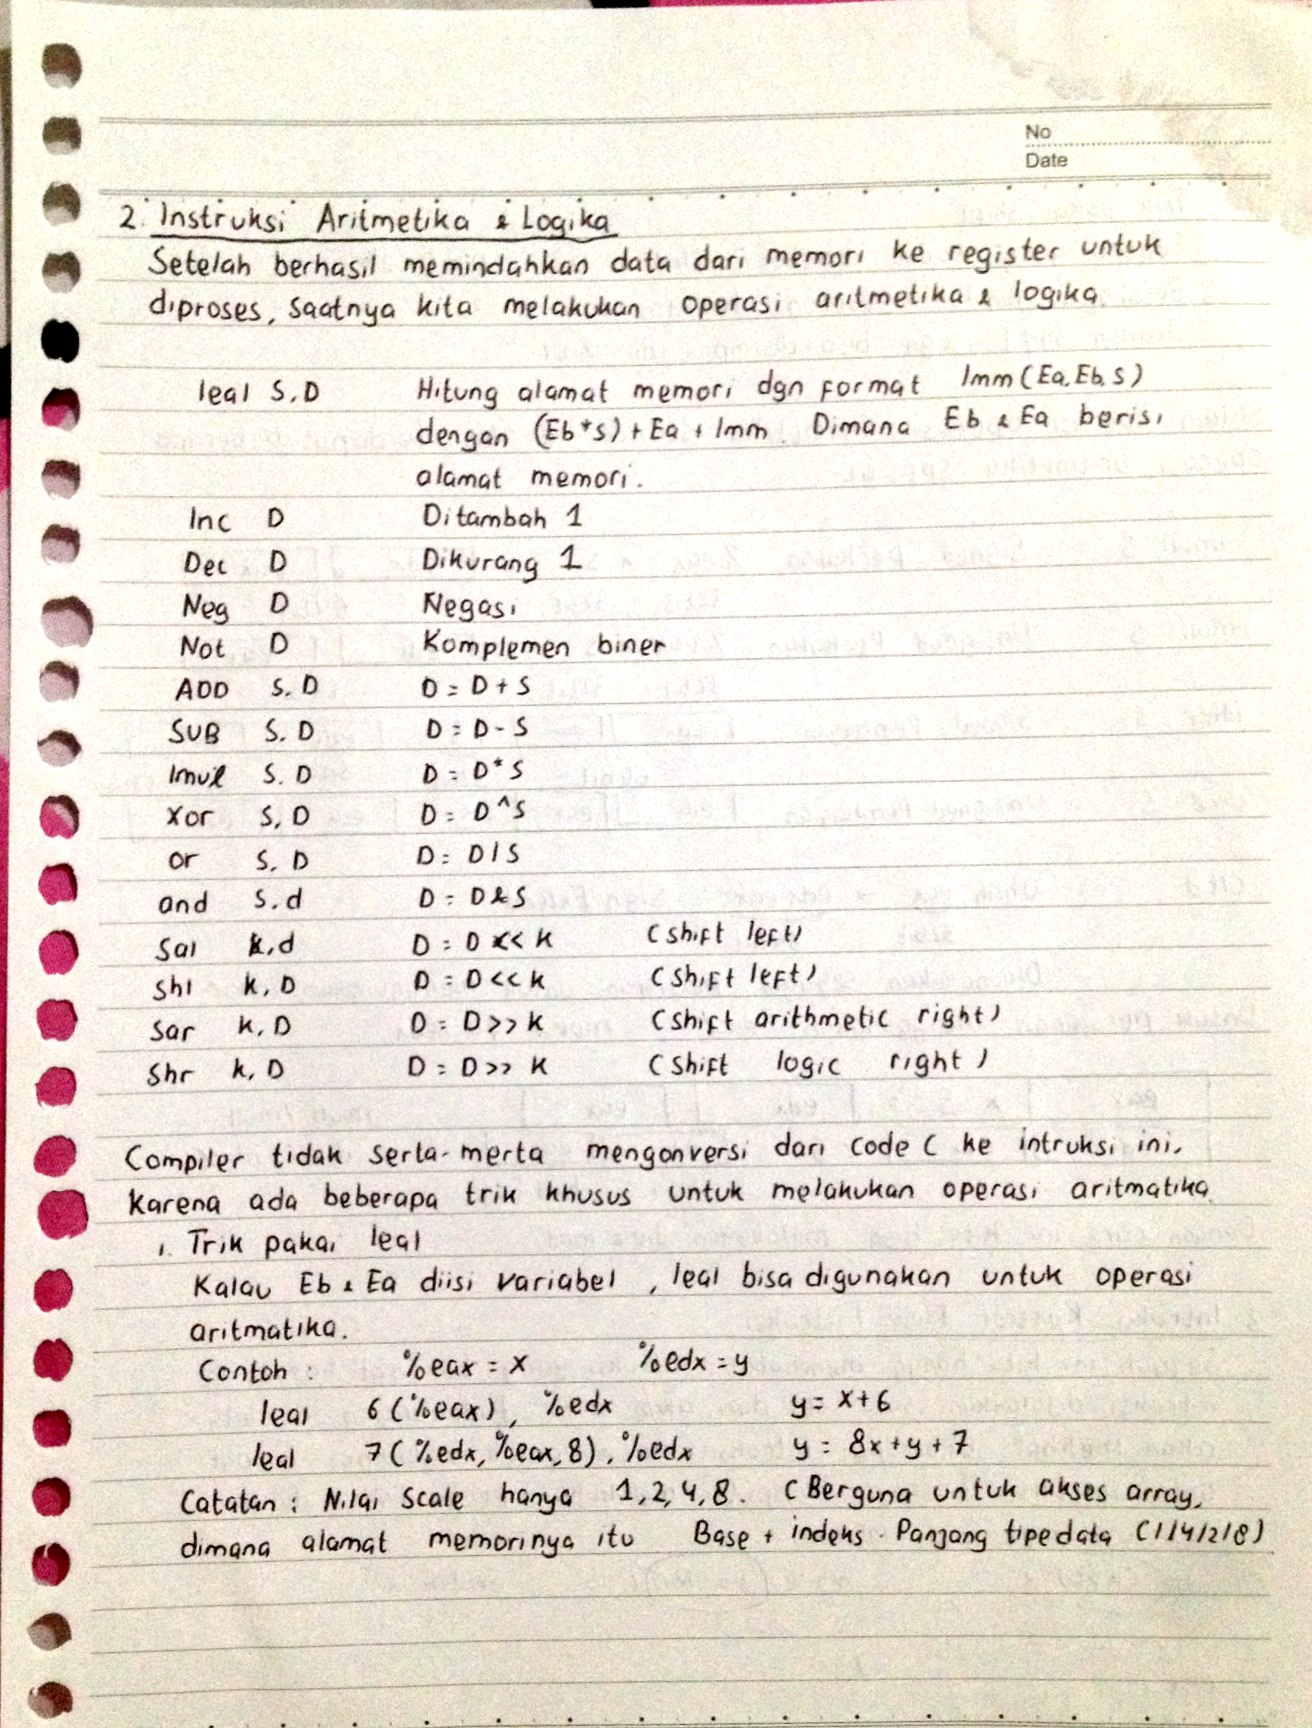 No
Date
2. Instruksi Aritmetika & Logika
Setelah berhasil memindahkan data dari memori ke register untuk
diproses, saatnya kita melakukan operasi aritmetika & logika.
leal S,D Hitung alamat memori dgn format Imm(Ea,Eb,s)
dengan (Eb*s)+Ea+Imm. Dimana Eb & Ea berisi
alamat memori.
Inc D Ditambah 1
Dec D Dikurang 1
Neg D Negasi
Not D Komplemen biner
ADD S,D D = D+S
SUB S,D D = D-S
Imul S,D D = D*S
Xor S,D D = D^S
or S,D D = D|S
and S,d D = D&S
Sal k,d D = D << k (shift left)
Shl k,D D = D << k (shift left)
Sar k,D D = D >> k (shift arithmetic right)
Shr k,D D = D >> k (shift logic right)
Compiler tidak serta-merta mengonversi dari code C ke intruksi ini,
karena ada beberapa trik khusus untuk melakukan operasi aritmatika.
1. Trik pakai leal
Kalau Eb & Ea diisi variabel, leal bisa digunakan untuk operasi
aritmatika.
Contoh : %eax = x %edx = y
leal 6(%eax), %edx y = x+6
leal 7(%edx,%eax,8), %edx y = 8x+y+7
Catatan : Nilai Scale hanya 1,2,4,8. (Berguna untuk akses array,
dimana alamat memorinya itu Base + indeks · Panjang tipe data (1/4/2/8)